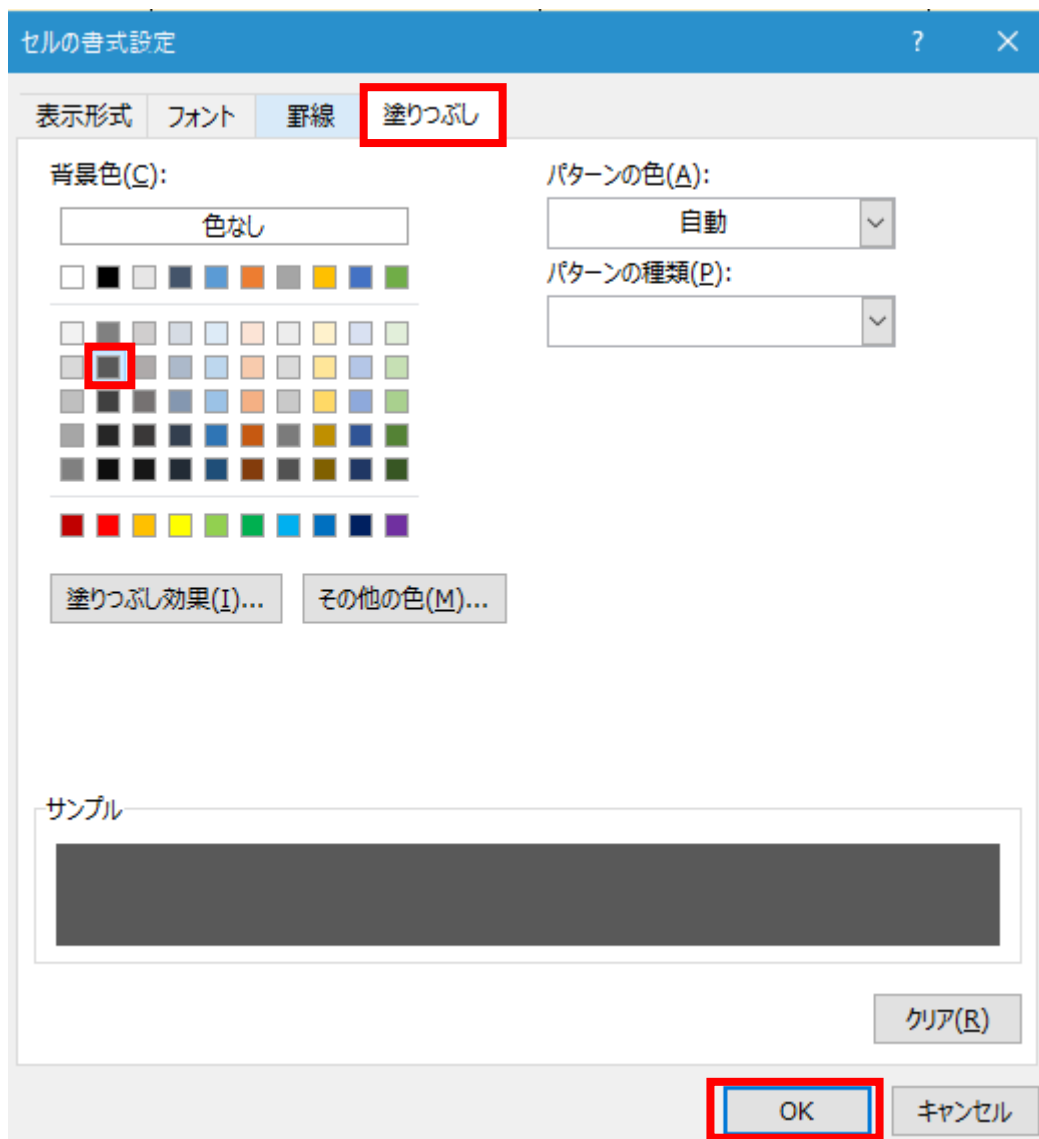 セルの書式設定 ?
表示形式 フォント 罫線 塗りつぶし
背景色(C):
色なし
パターンの色(A):
自動
パターンの種類(P):
塗りつぶし効果(I)... その他の色(M)...
サンプル
クリア(R)
OK キャンセル